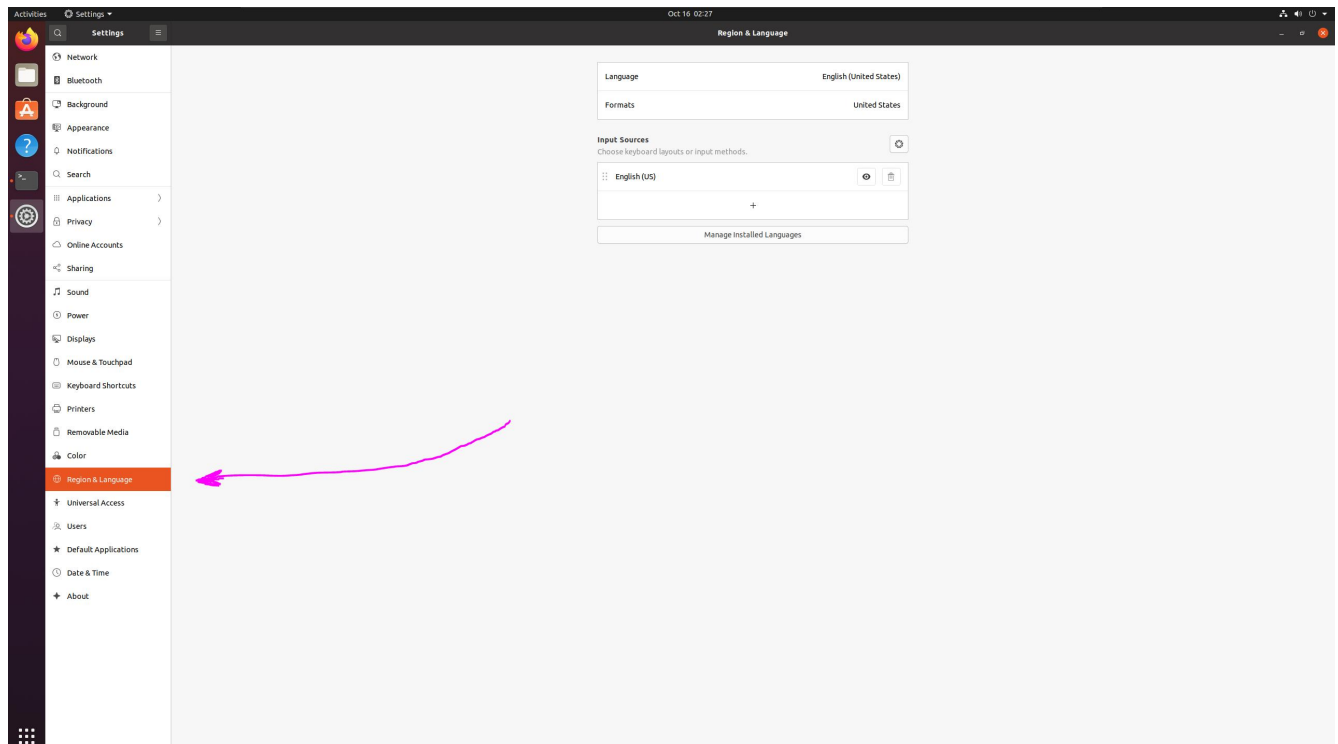 Activities Settings Oct 16 02:27
Settings Region & Language
Network
Bluetooth
Background
Appearance
Notifications
Search
Applications
Privacy
Online Accounts
Sharing
Sound
Power
Displays
Mouse & Touchpad
Keyboard Shortcuts
Printers
Removable Media
Color
Region & Language
Universal Access
Users
Default Applications
Date & Time
About
Language English (United States)
Formats United States
Input Sources
Choose keyboard layouts or input methods.
English (US)
+
Manage Installed Languages